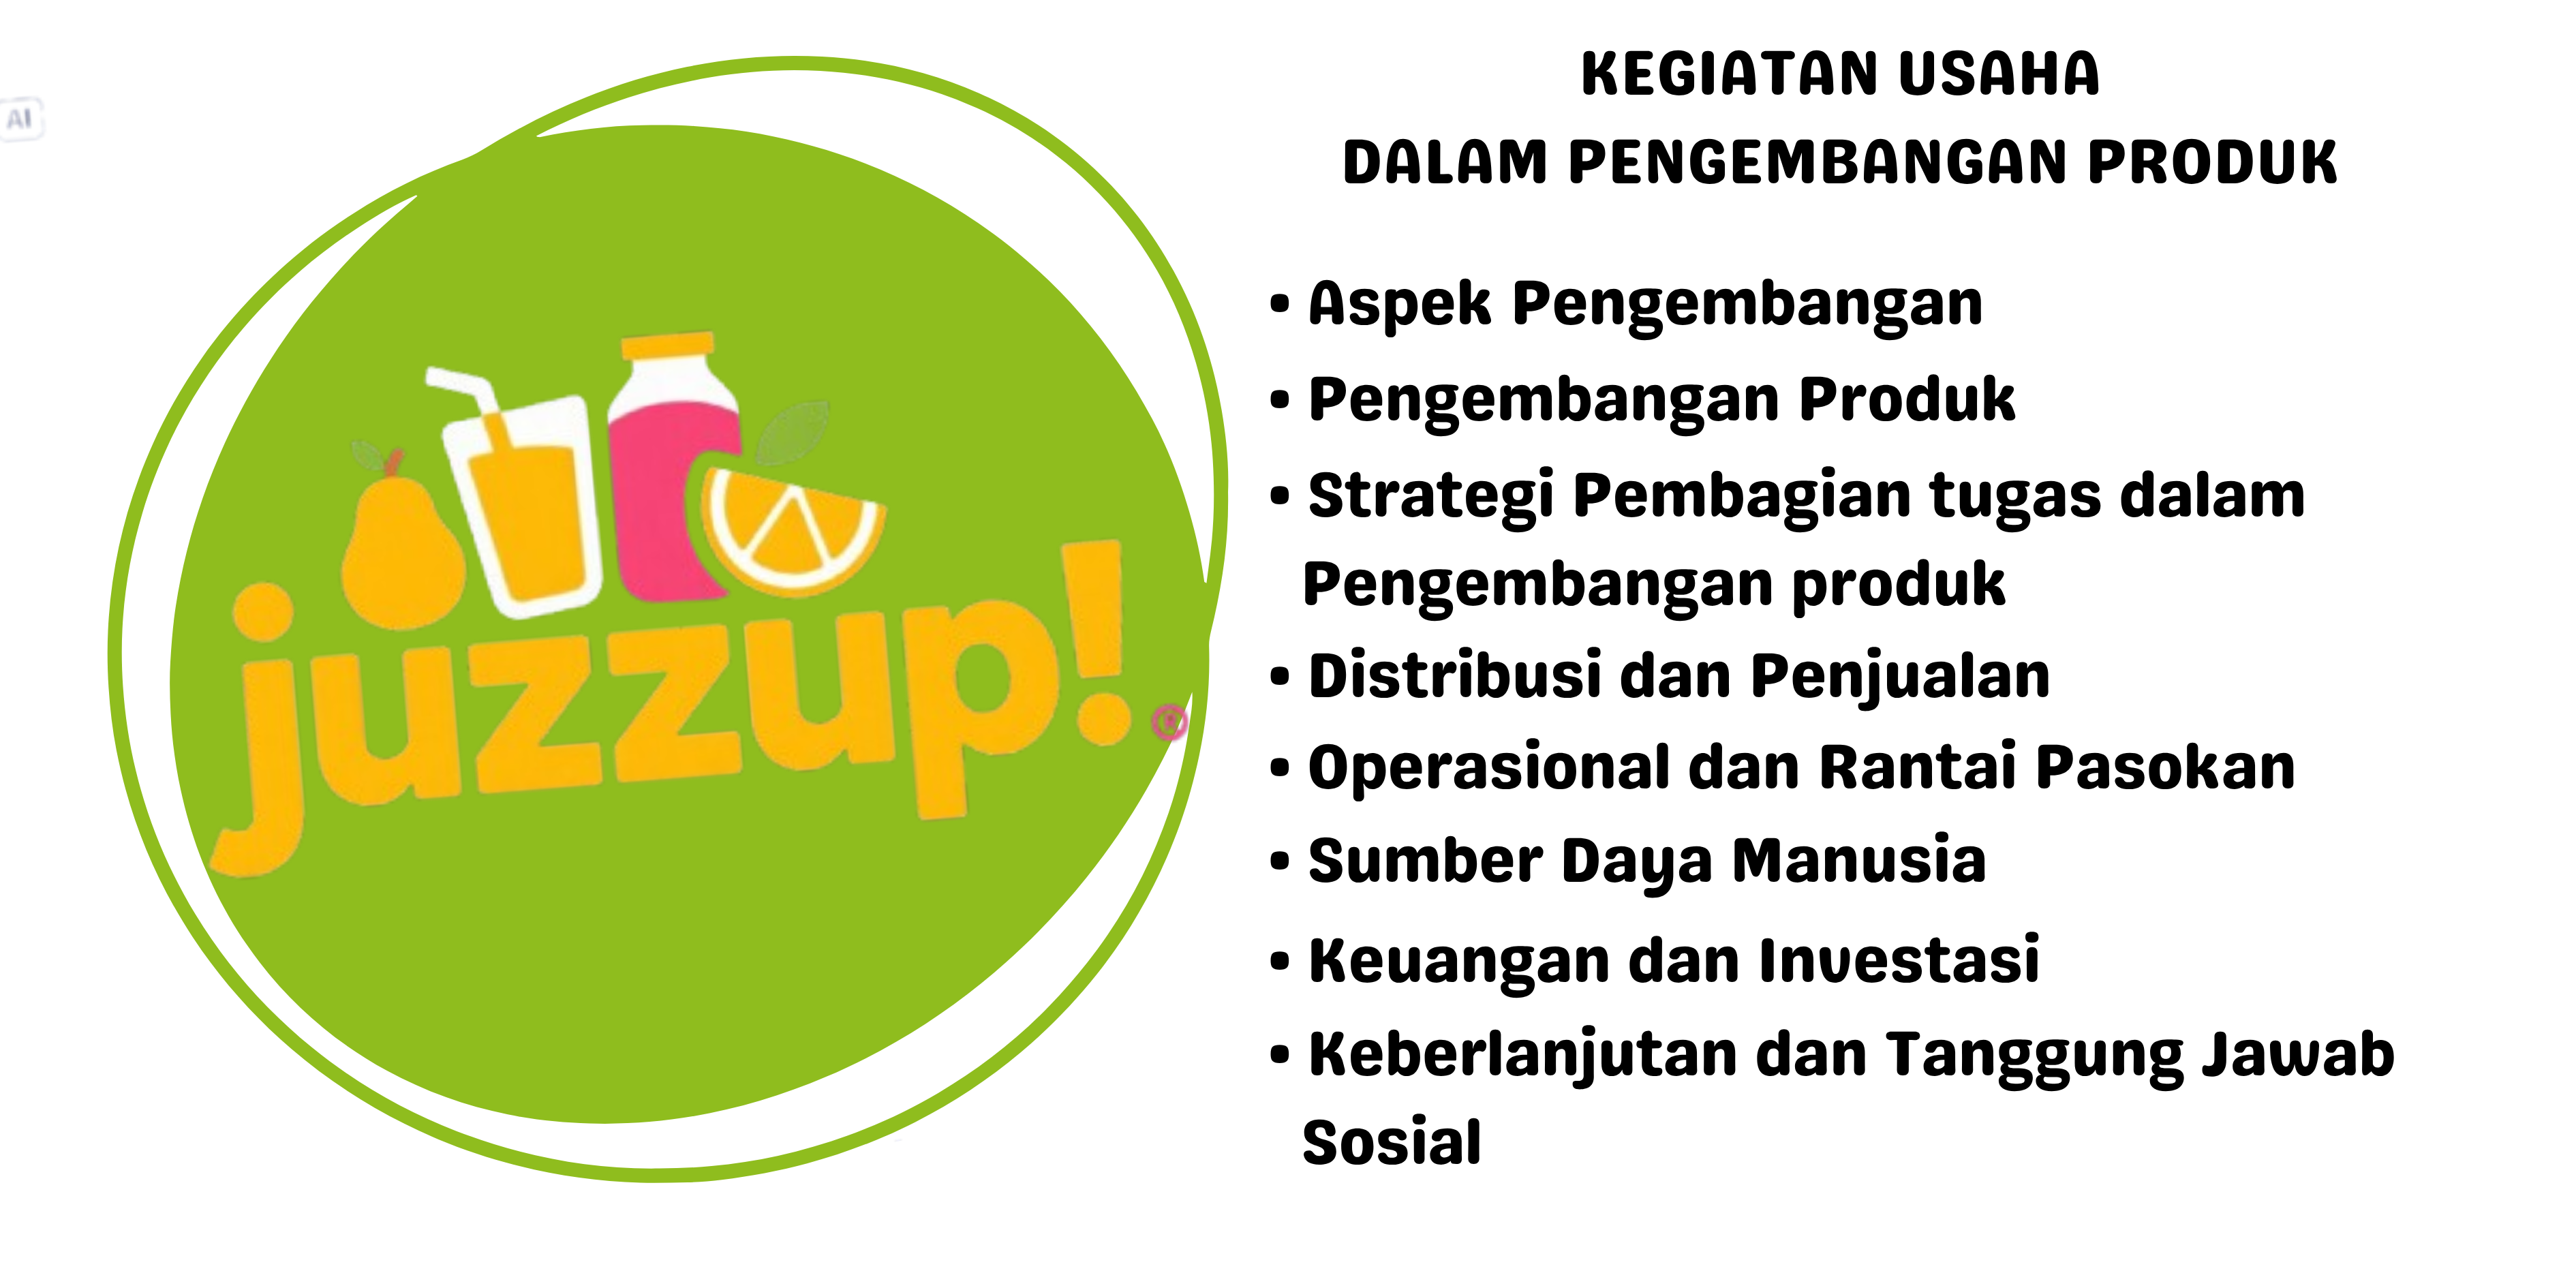 AI
juzzup!®
KEGIATAN USAHA
DALAM PENGEMBANGAN PRODUK
• Aspek Pengembangan
• Pengembangan Produk
• Strategi Pembagian tugas dalam
Pengembangan produk
• Distribusi dan Penjualan
• Operasional dan Rantai Pasokan
• Sumber Daya Manusia
• Keuangan dan Investasi
• Keberlanjutan dan Tanggung Jawab
Sosial